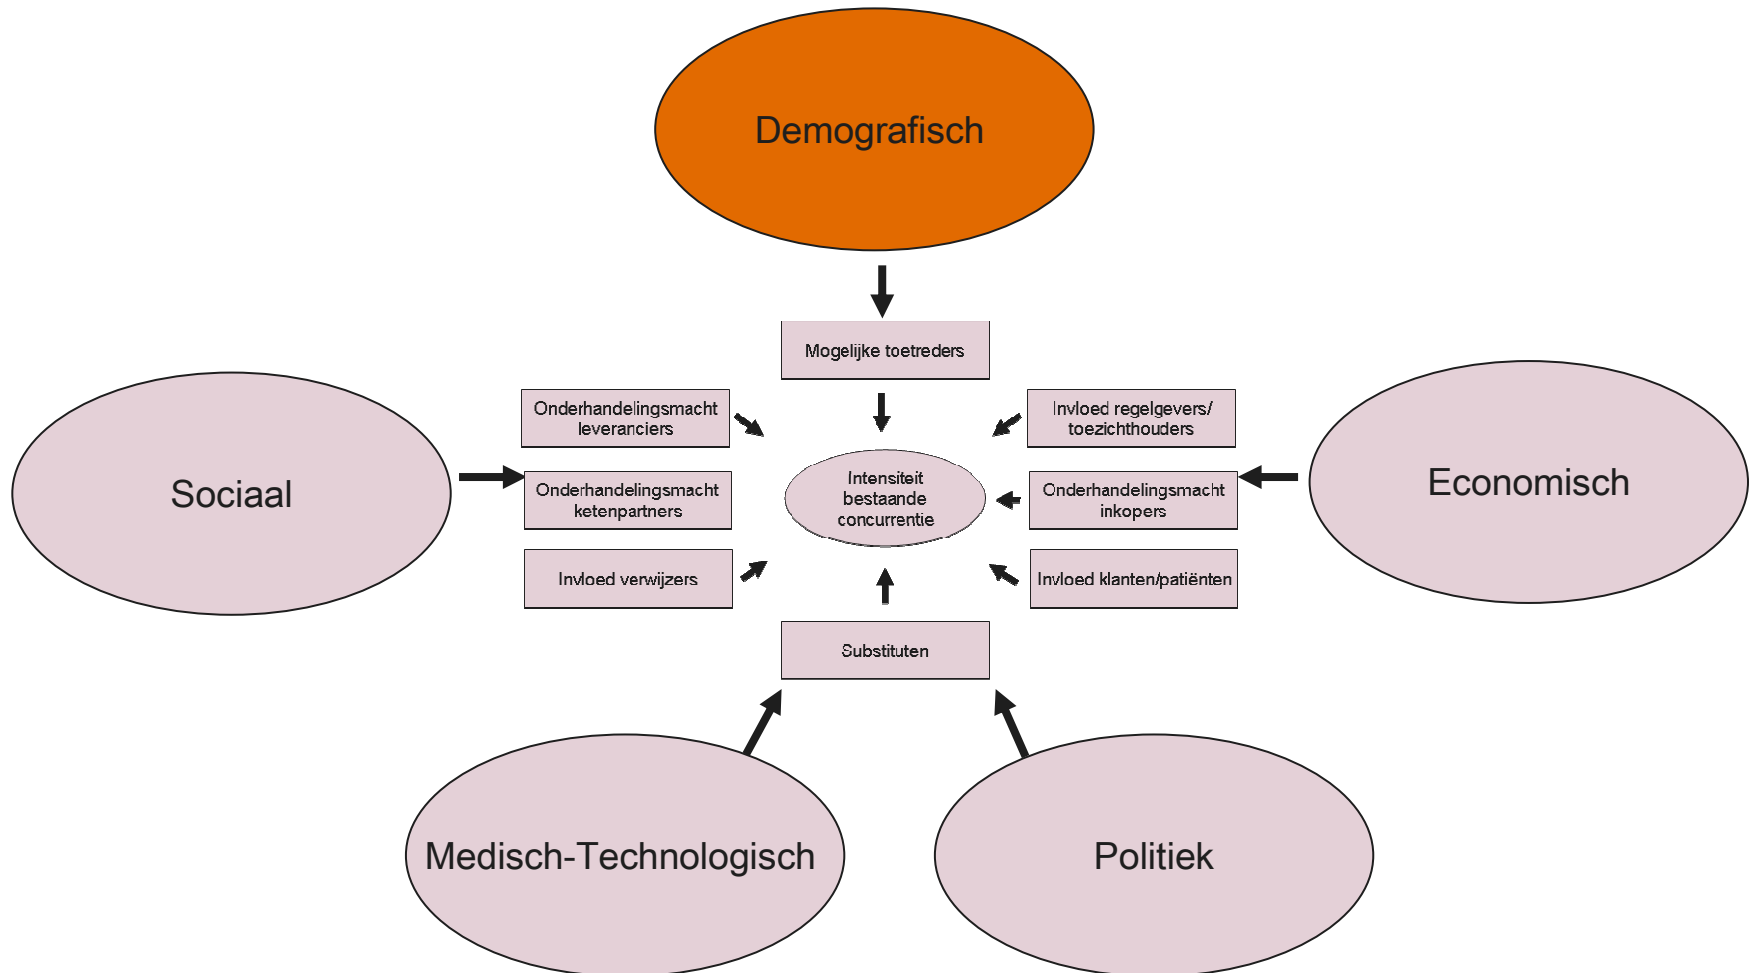 Demografisch
Mogelijke toetreders
Onderhandelingsmacht
leveranciers
Invloed regelgevers/
toezichthouders
Sociaal
Onderhandelingsmacht
ketenpartners
Intensiteit
bestaande
concurrentie
Onderhandelingsmacht
inkopers
Economisch
Invloed verwijzers
Invloed klanten/patiënten
Substituten
Medisch-Technologisch
Politiek